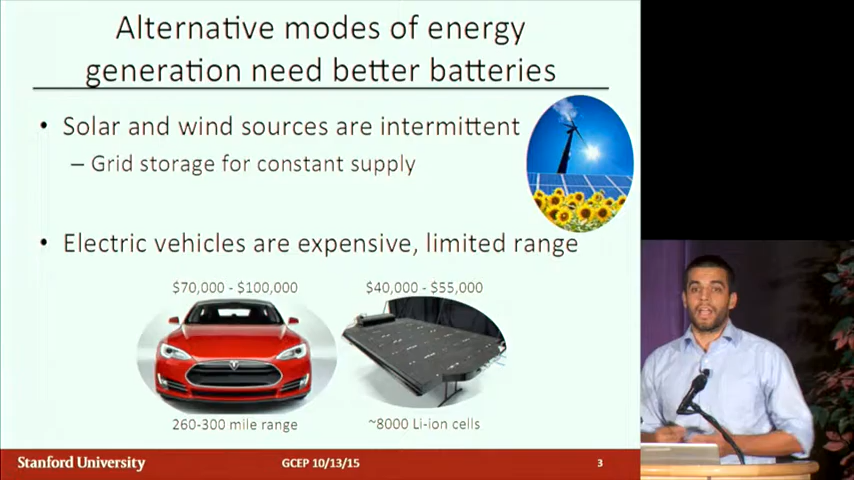 Alternative modes of energy
generation need better batteries
• Solar and wind sources are intermittent
– Grid storage for constant supply
• Electric vehicles are expensive, limited range
$70,000 - $100,000
$40,000 - $55,000
260-300 mile range
~8000 Li-ion cells
Stanford University
GCEP 10/13/15
3